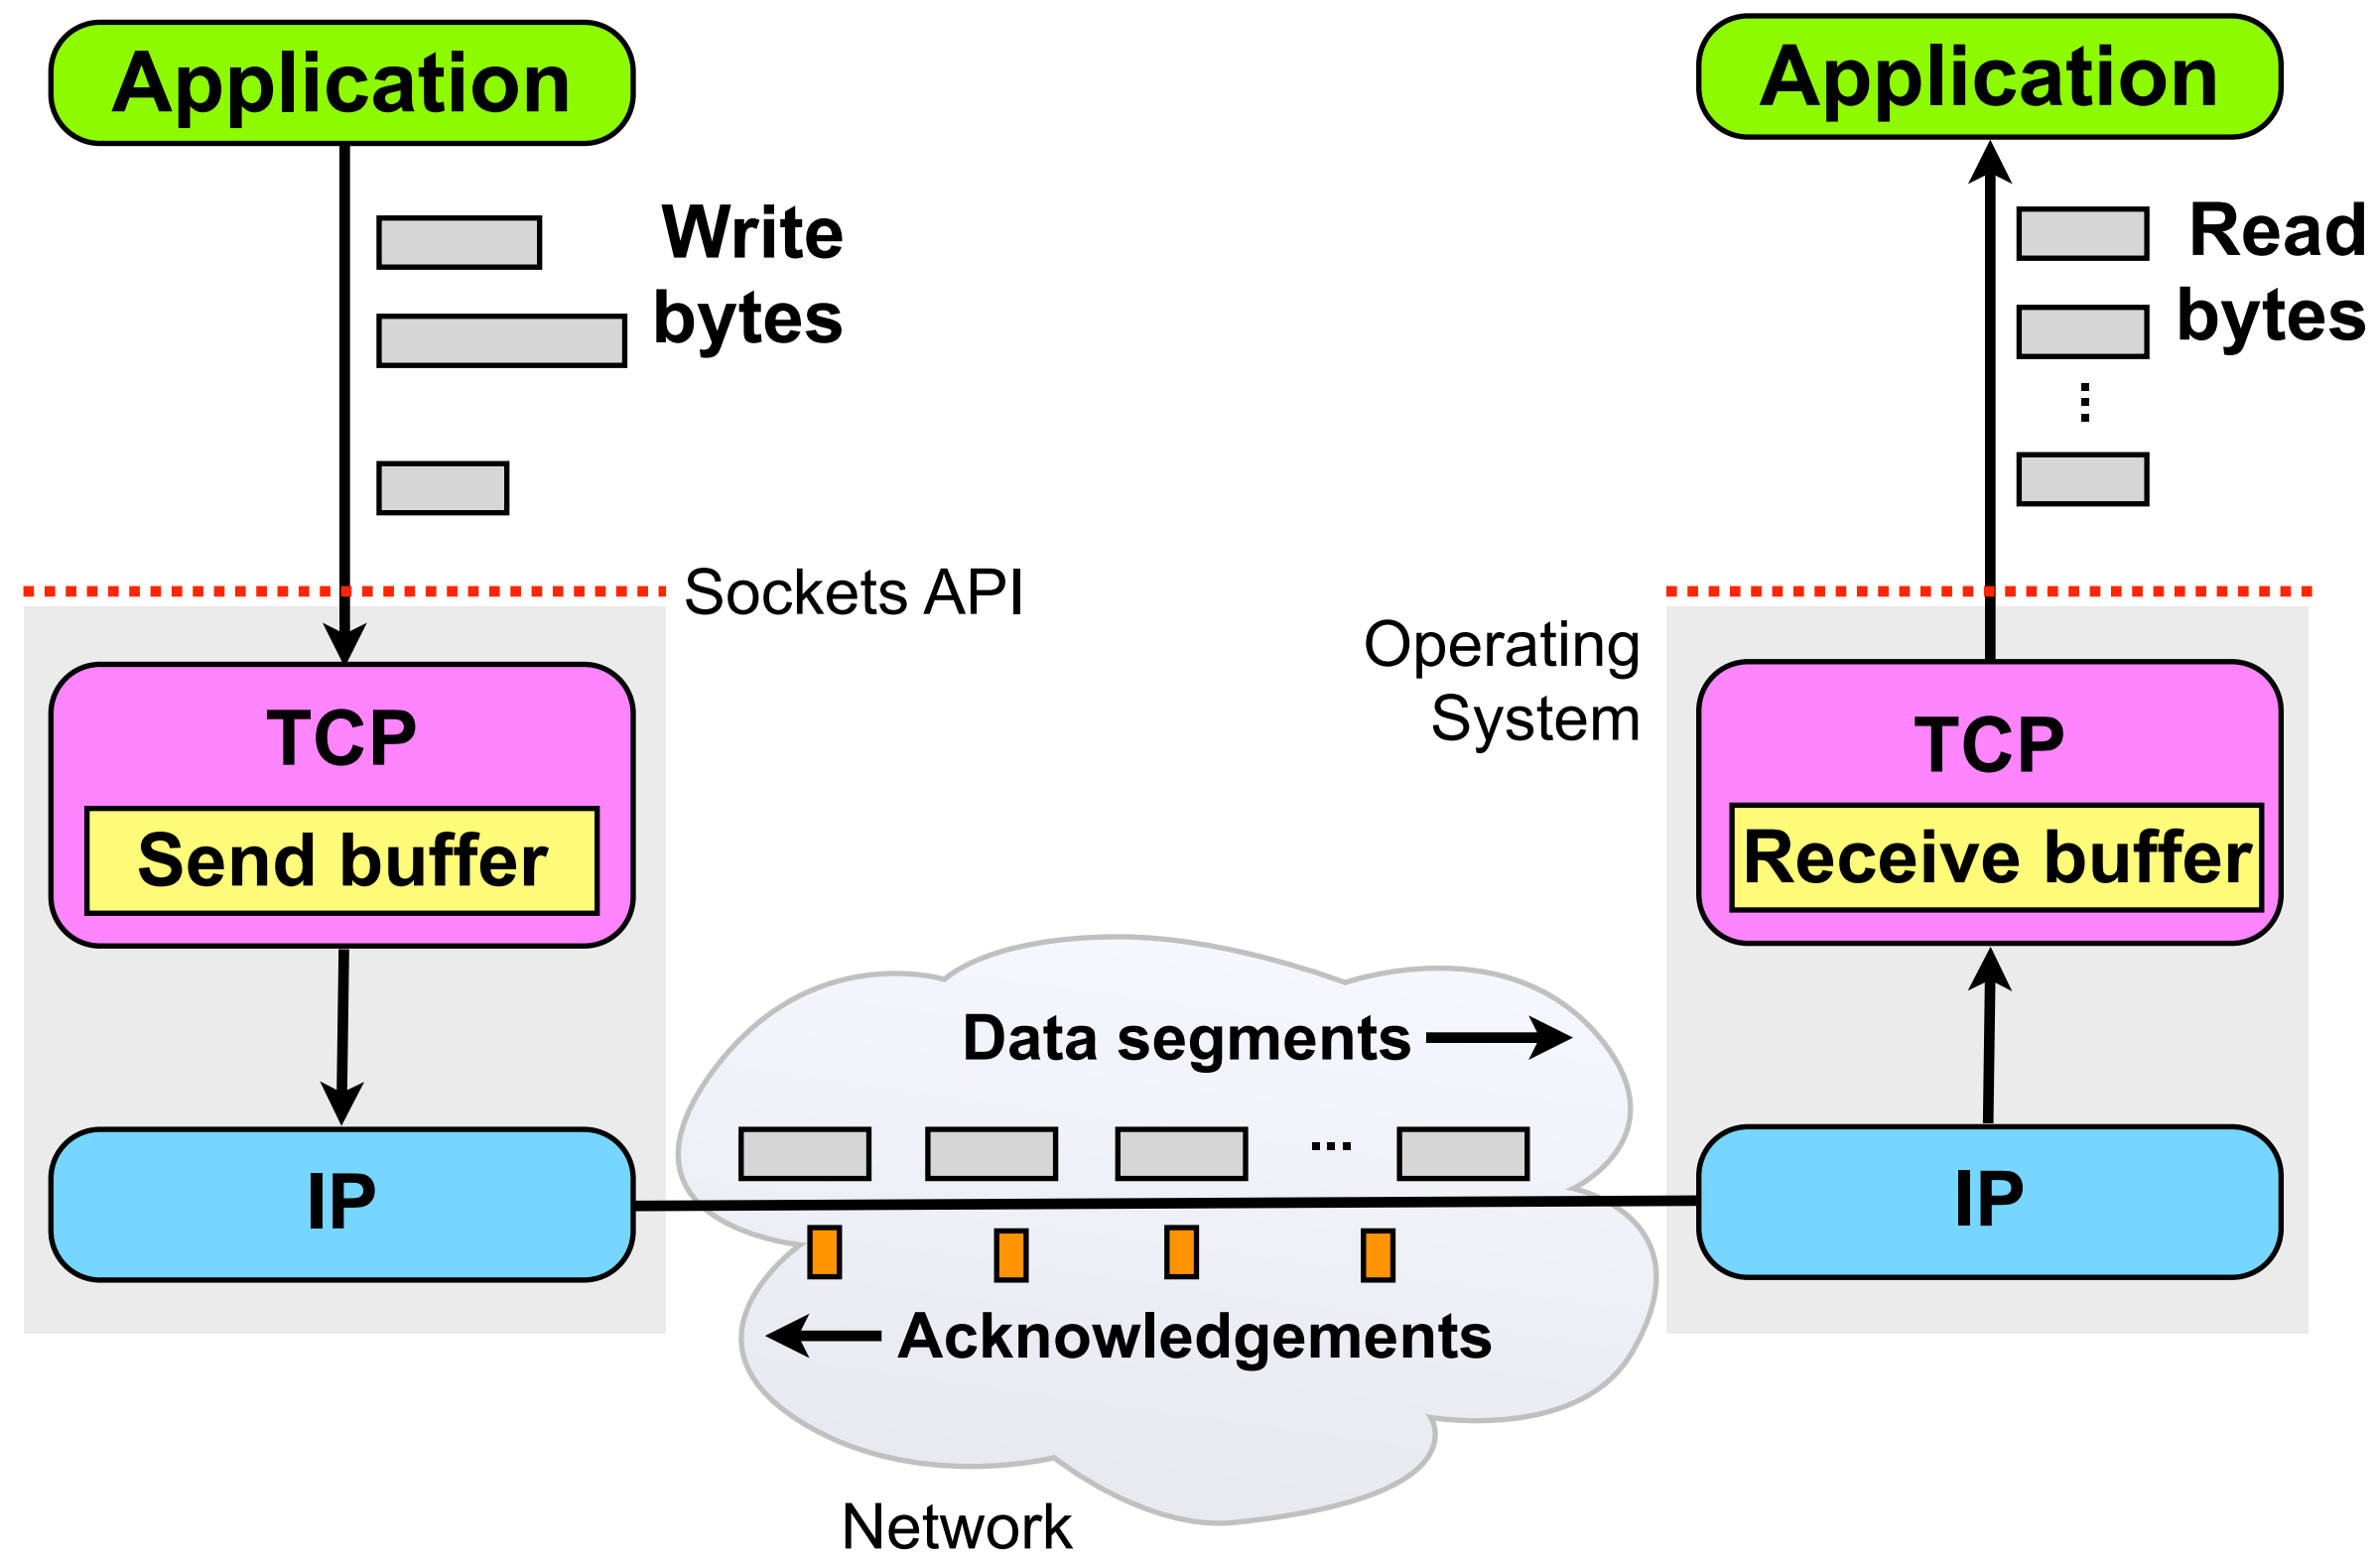 Application
Application
Write
bytes
Read
bytes
Sockets API
Operating
System
TCP
Send buffer
TCP
Receive buffer
Data segments
IP
IP
Acknowledgements
Network